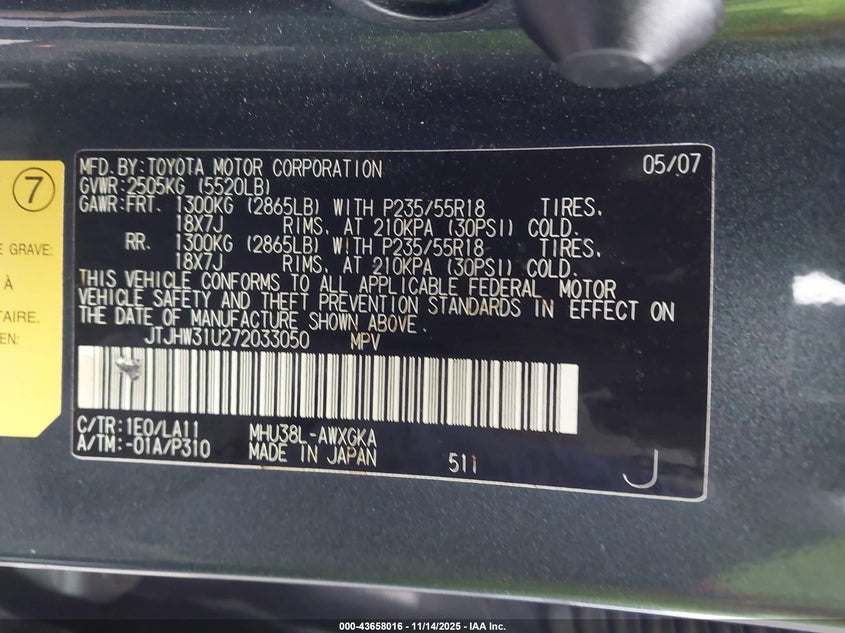 7
E GRAVE:
À
TAIRE,
EN:
MFD. BY: TOYOTA MOTOR CORPORATION 05/07
GVWR: 2505KG (5520LB)
GAWR: FRT. 1300KG (2865LB) WITH P235/55R18 TIRES,
18X7J RIMS, AT 210KPA (30PSI) COLD.
RR. 1300KG (2865LB) WITH P235/55R18 TIRES,
18X7J RIMS, AT 210KPA (30PSI) COLD.
THIS VEHICLE CONFORMS TO ALL APPLICABLE FEDERAL MOTOR
VEHICLE SAFETY AND THEFT PREVENTION STANDARDS IN EFFECT ON
THE DATE OF MANUFACTURE SHOWN ABOVE.
JTJHW31U272033050 MPV
C/TR: 1E0/LA11 MHU38L-AWXGKA
A/TM: -01A/P310 MADE IN JAPAN 511 J
000-43658016 - 11/14/2025 - IAA Inc.